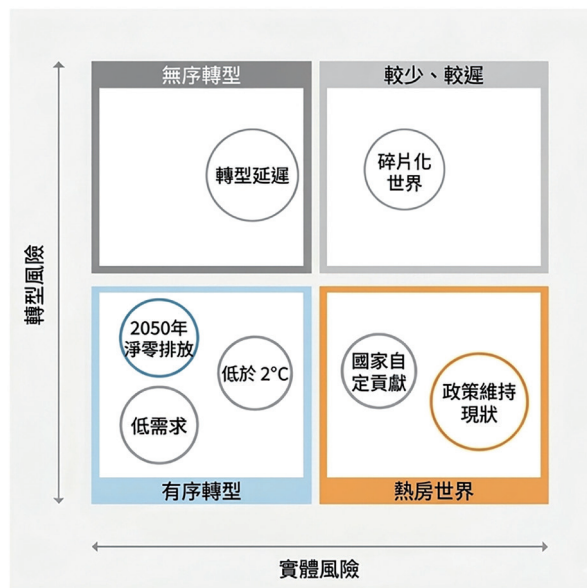 無序轉型
較少、較遲
轉型延遲
碎片化
世界
轉型風險
2050年
淨零排放
低於 2°C
低需求
國家自
定貢獻
政策維持
現狀
有序轉型
熱房世界
實體風險